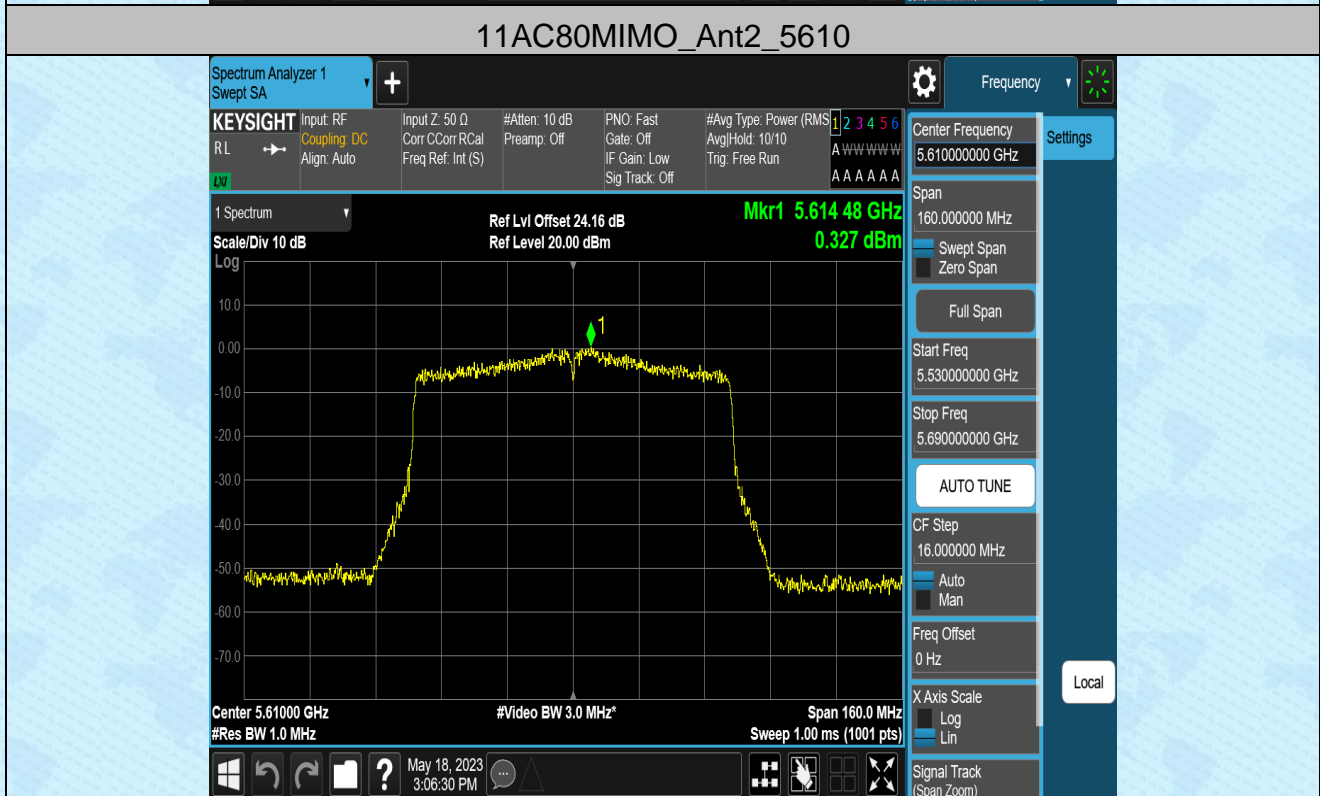 11AC80MIMO_Ant2_5610
Spectrum Analyzer 1
Swept SA
Frequency
KEYSIGHT
RL
LXI
Input: RF
Coupling: DC
Align: Auto
Input Z: 50 Ω
Corr CCorr RCal
Freq Ref: Int (S)
#Atten: 10 dB
Preamp: Off
PNO: Fast
Gate: Off
IF Gain: Low
Sig Track: Off
#Avg Type: Power (RMS
Avg|Hold: 10/10
Trig: Free Run
1 2 3 4 5 6
A W W W W W
A A A A A A
1 Spectrum
Scale/Div 10 dB
Log
Ref Lvl Offset 24.16 dB
Ref Level 20.00 dBm
Mkr1 5.614 48 GHz
0.327 dBm
1
10.0
0.00
-10.0
-20.0
-30.0
-40.0
-50.0
-60.0
-70.0
Center 5.61000 GHz
#Res BW 1.0 MHz
#Video BW 3.0 MHz*
Span 160.0 MHz
Sweep 1.00 ms (1001 pts)
May 18, 2023
3:06:30 PM
?
Center Frequency
5.610000000 GHz
Settings
Span
160.000000 MHz
Swept Span
Zero Span
Full Span
Start Freq
5.530000000 GHz
Stop Freq
5.690000000 GHz
AUTO TUNE
CF Step
16.000000 MHz
Auto
Man
Freq Offset
0 Hz
X Axis Scale
Log
Lin
Local
Signal Track
(Span Zoom)